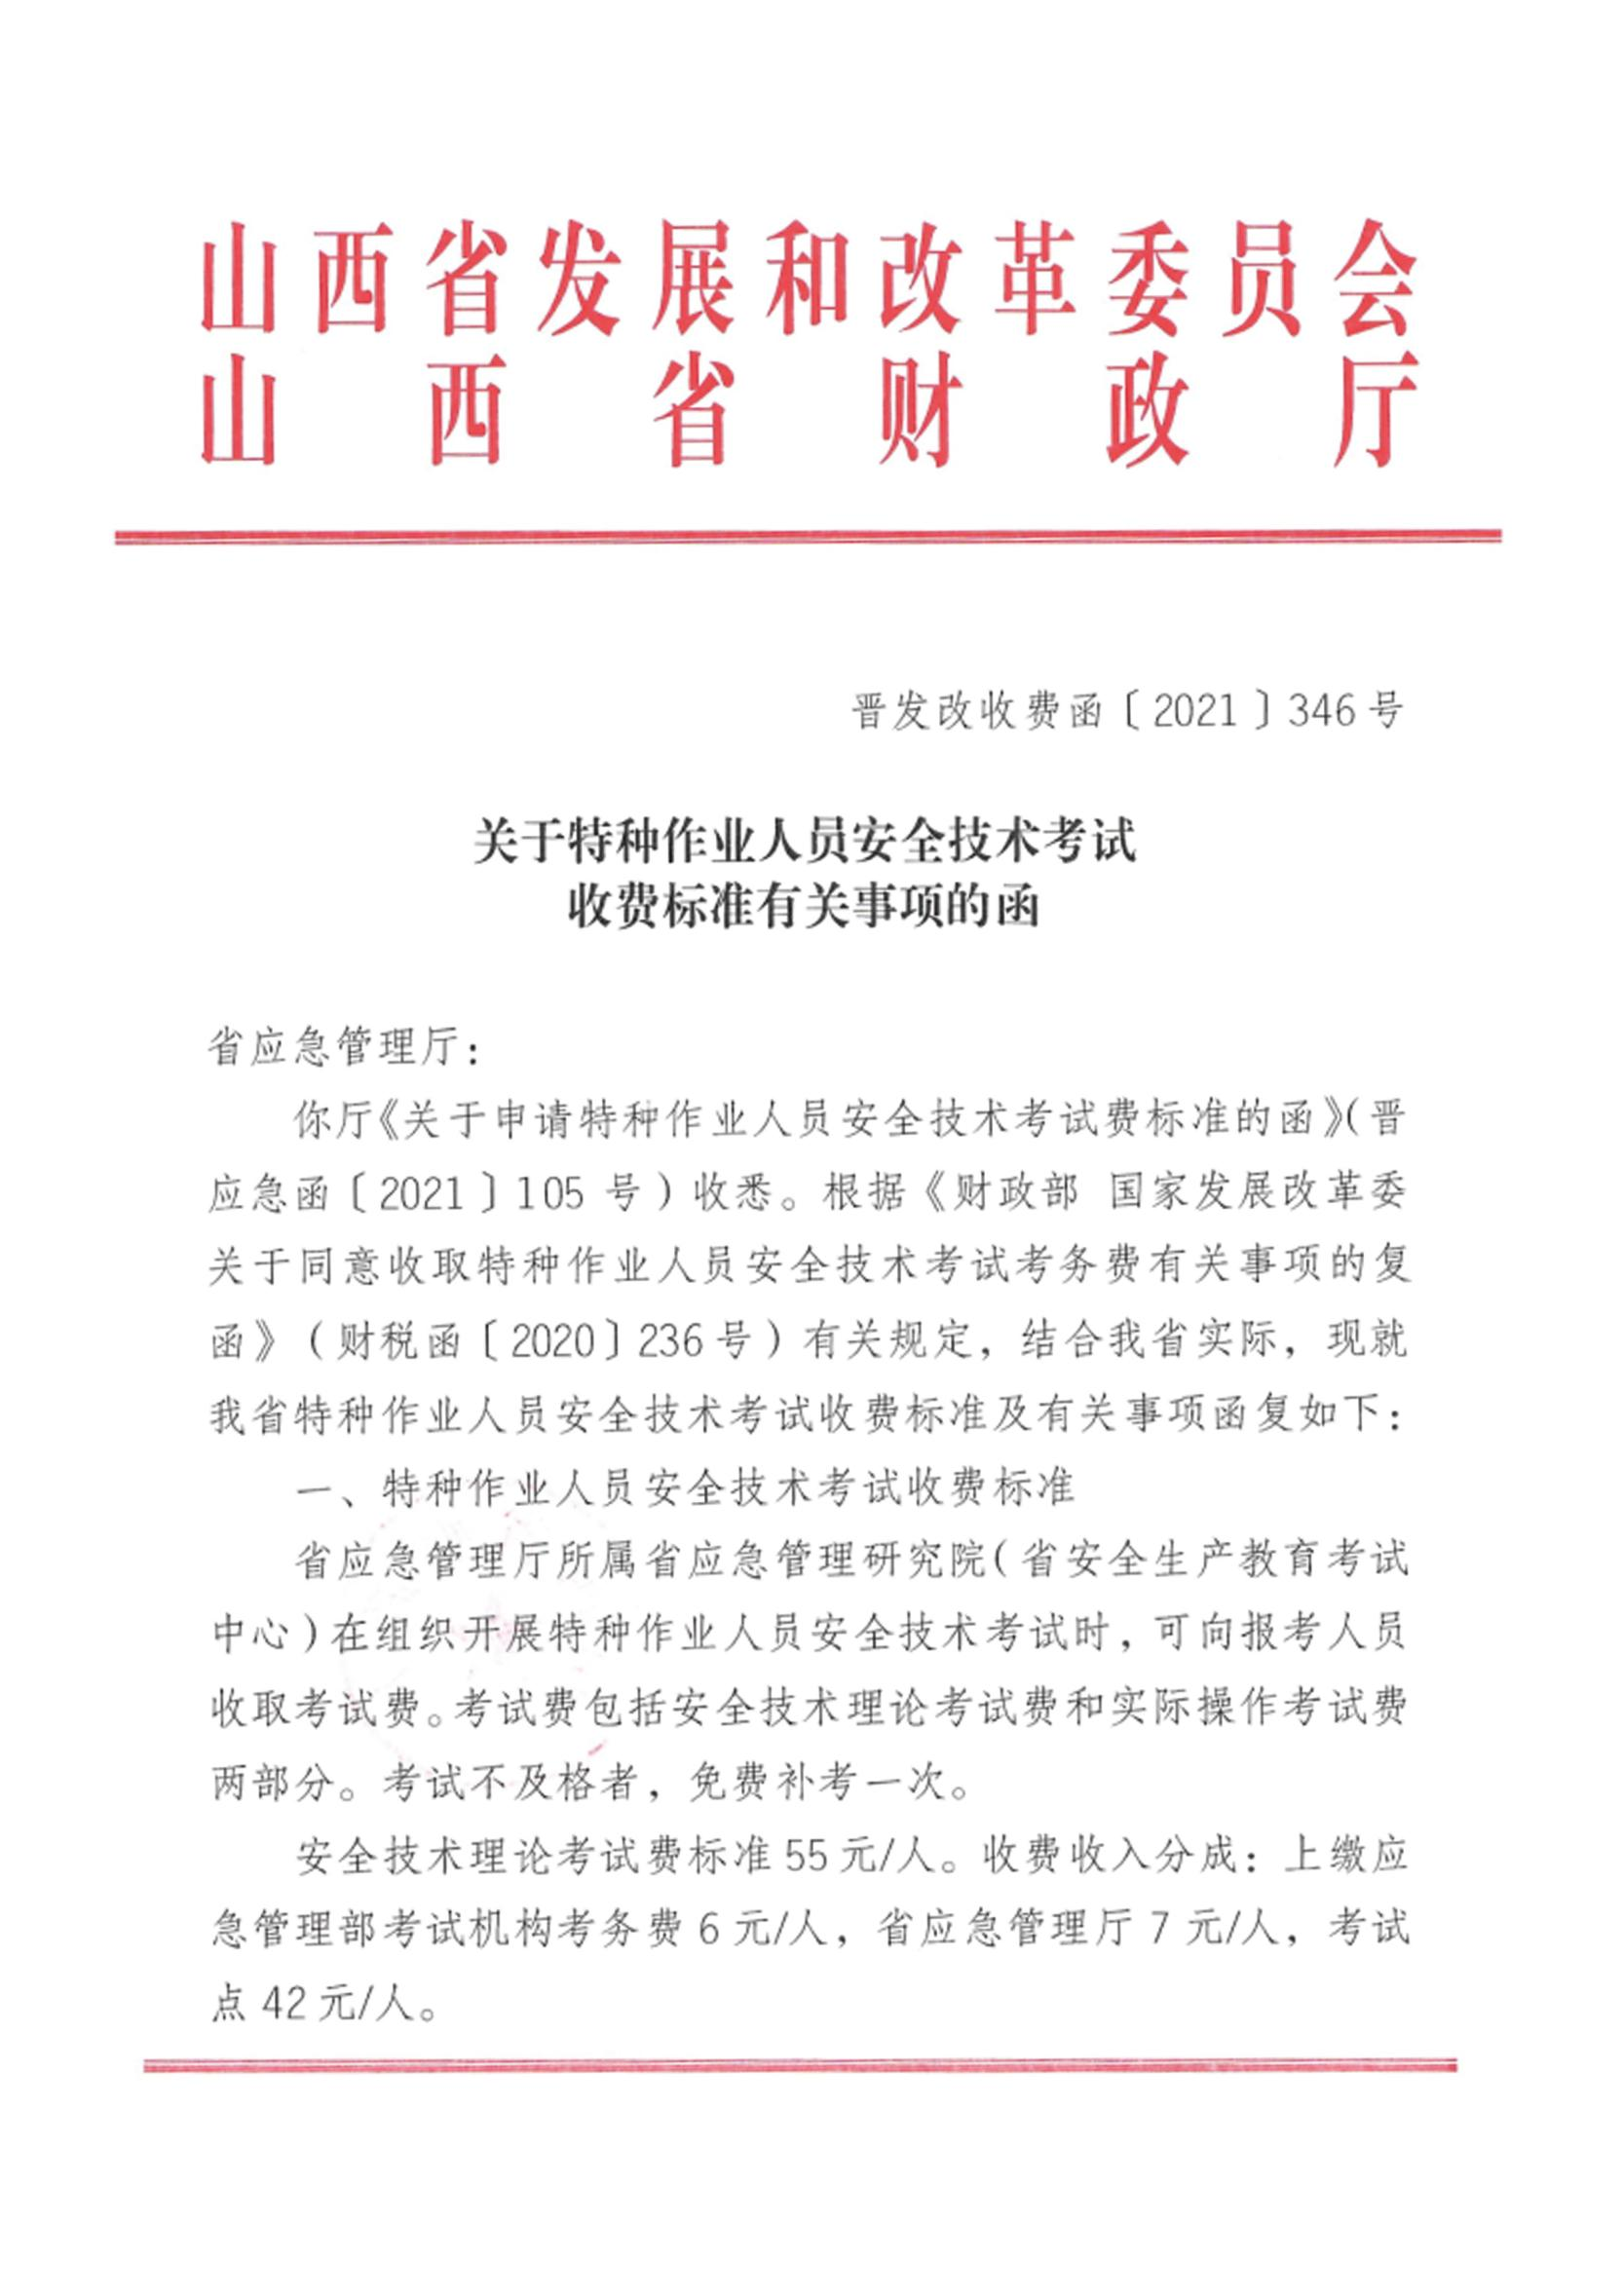 山西省发展和改革委员会
山西省财政厅
晋发改收费函〔2021〕346号
关于特种作业人员安全技术考试
收费标准有关事项的函
省应急管理厅：
你厅《关于申请特种作业人员安全技术考试费标准的函》（晋
应急函〔2021〕105 号）收悉。根据《财政部 国家发展改革委
关于同意收取特种作业人员安全技术考试考务费有关事项的复
函》（财税函〔2020〕236号）有关规定，结合我省实际，现就
我省特种作业人员安全技术考试收费标准及有关事项函复如下：
一、特种作业人员安全技术考试收费标准
省应急管理厅所属省应急管理研究院（省安全生产教育考试
中心）在组织开展特种作业人员安全技术考试时，可向报考人员
收取考试费。考试费包括安全技术理论考试费和实际操作考试费
两部分。考试不及格者，免费补考一次。
安全技术理论考试费标准 55 元/人。收费收入分成：上缴应
急管理部考试机构考务费 6 元/人，省应急管理厅 7 元/人，考试
点 42 元/人。